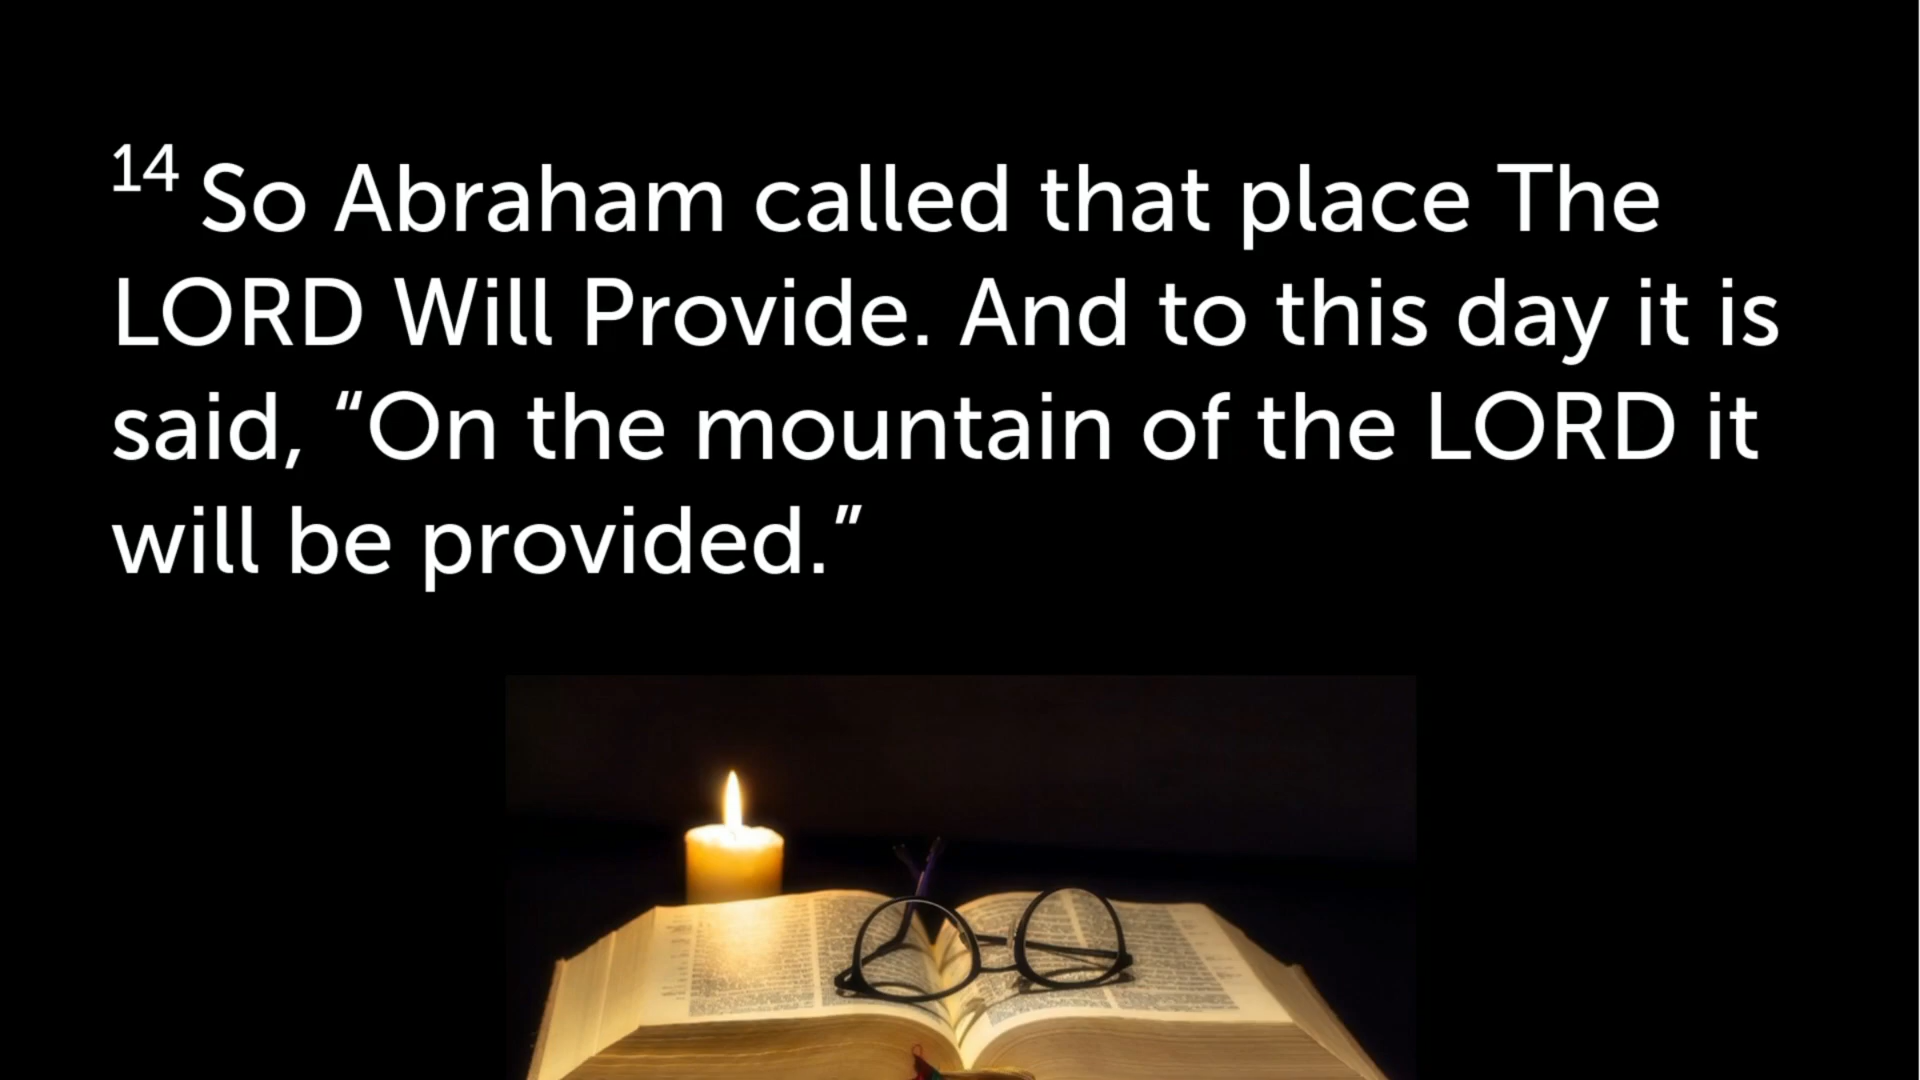 14 So Abraham called that place The
LORD Will Provide. And to this day it is
said, “On the mountain of the LORD it
will be provided.”